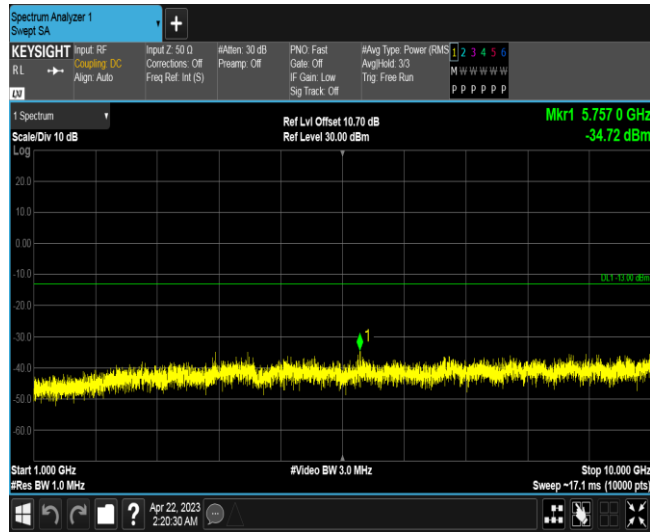 Spectrum Analyzer 1
Swept SA
+
KEYSIGHT Input: RF Input Z: 50 Ω #Atten: 30 dB PNO: Fast #Avg Type: Power (RMS 1 2 3 4 5 6
RL Coupling: DC Corrections: Off Preamp: Off Gate: Off Avg|Hold: 3/3 M W W W W W
Align: Auto Freq Ref: Int (S) IF Gain: Low Trig: Free Run
LXI Sig Track: Off P P P P P P
1 Spectrum
Ref Lvl Offset 10.70 dB Mkr1 5.757 0 GHz
Scale/Div 10 dB Ref Level 30.00 dBm -34.72 dBm
Log
20.0
10.0
0.00
-10.0
DL1 -13.00 dBm
-20.0
-30.0
1
-40.0
-50.0
-60.0
Start 1.000 GHz #Video BW 3.0 MHz Stop 10.000 GHz
#Res BW 1.0 MHz Sweep ~17.1 ms (10000 pts)
? Apr 22, 2023
2:20:30 AM